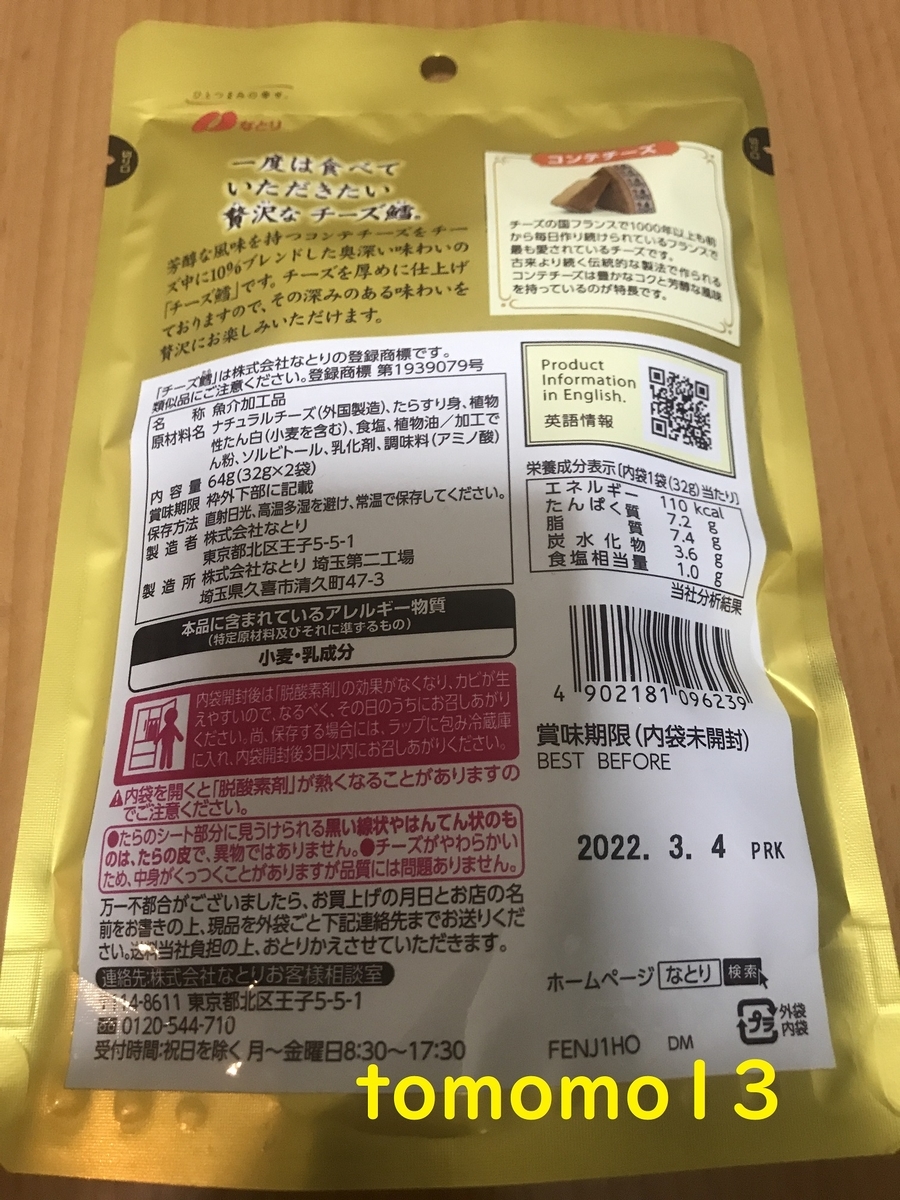 ひとつまみの幸せ。
なとり
切り口
切り口
一度は食べて
いただきたい
贅沢な チーズ鱈®
芳醇な風味を持つコンテチーズをチー
ズ中に10%ブレンドした奥深い味わいの
「チーズ鱈」です。チーズを厚めに仕上げ
ておりますので、その深みのある味わいを
贅沢にお楽しみいただけます。
コンテチーズ
チーズの国フランスで1000年以上も前
から毎日作り続けられているフランスで
最も愛されているチーズです。
古来より続く伝統的な製法で作られる
コンテチーズは豊かなコクと芳醇な風味
を持っているのが特長です。
「チーズ鱈」は株式会社なとりの登録商標です。
類似品にご注意ください。登録商標 第1939079号
名 称 魚介加工品
原材料名 ナチュラルチーズ(外国製造)、たらすり身、植物
性たん白(小麦を含む)、食塩、植物油/加工で
ん粉、ソルビトール、乳化剤、調味料(アミノ酸)
内容量 64g(32g×2袋)
賞味期限 枠外下部に記載
保存方法 直射日光、高温多湿を避け、常温で保存してください。
製造者 株式会社なとり
東京都北区王子5-5-1
製造所 株式会社なとり 埼玉第二工場
埼玉県久喜市清久町47-3
Product
Information
in English.
英語情報
栄養成分表示(内袋1袋(32g)当たり)
エネルギー 110 kcal
たんぱく質 7.2 g
脂質 7.4 g
炭水化物 3.6 g
食塩相当量 1.0 g
当社分析結果
本品に含まれているアレルギー物質
(特定原材料及びそれに準ずるもの)
小麦・乳成分
内袋開封後は「脱酸素剤」の効果がなくなり、カビが生
えやすいので、なるべく、その日のうちにお召しあがり
ください。尚、保存する場合には、ラップに包み冷蔵庫
に入れ、内袋開封後3日以内にお召しあがりください。
⚠内袋を開くと「脱酸素剤」が熱くなることがありますの
でご注意ください。
●たらのシート部分に見うけられる黒い線状やはんてん状のも
のは、たらの皮で、異物ではありません。●チーズがやわらかい
ため、中身がくっつくことがありますが品質には問題ありません。
4 902181 096239
賞味期限(内袋未開封)
BEST BEFORE
2022. 3. 4 PRK
万一不都合がございましたら、お買上げの月日とお店の名
前をお書きの上、現品を外袋ごと下記連絡先までお送りくだ
さい。送料当社負担の上、おとりかえさせていただきます。
連絡先:株式会社なとりお客様相談室
〒114-8611 東京都北区王子5-5-1
0120-544-710
受付時間:祝日を除く 月〜金曜日8:30〜17:30
ホームページ なとり 検索
プラ 外袋
内袋
FENJ1HO DM
tomomo13